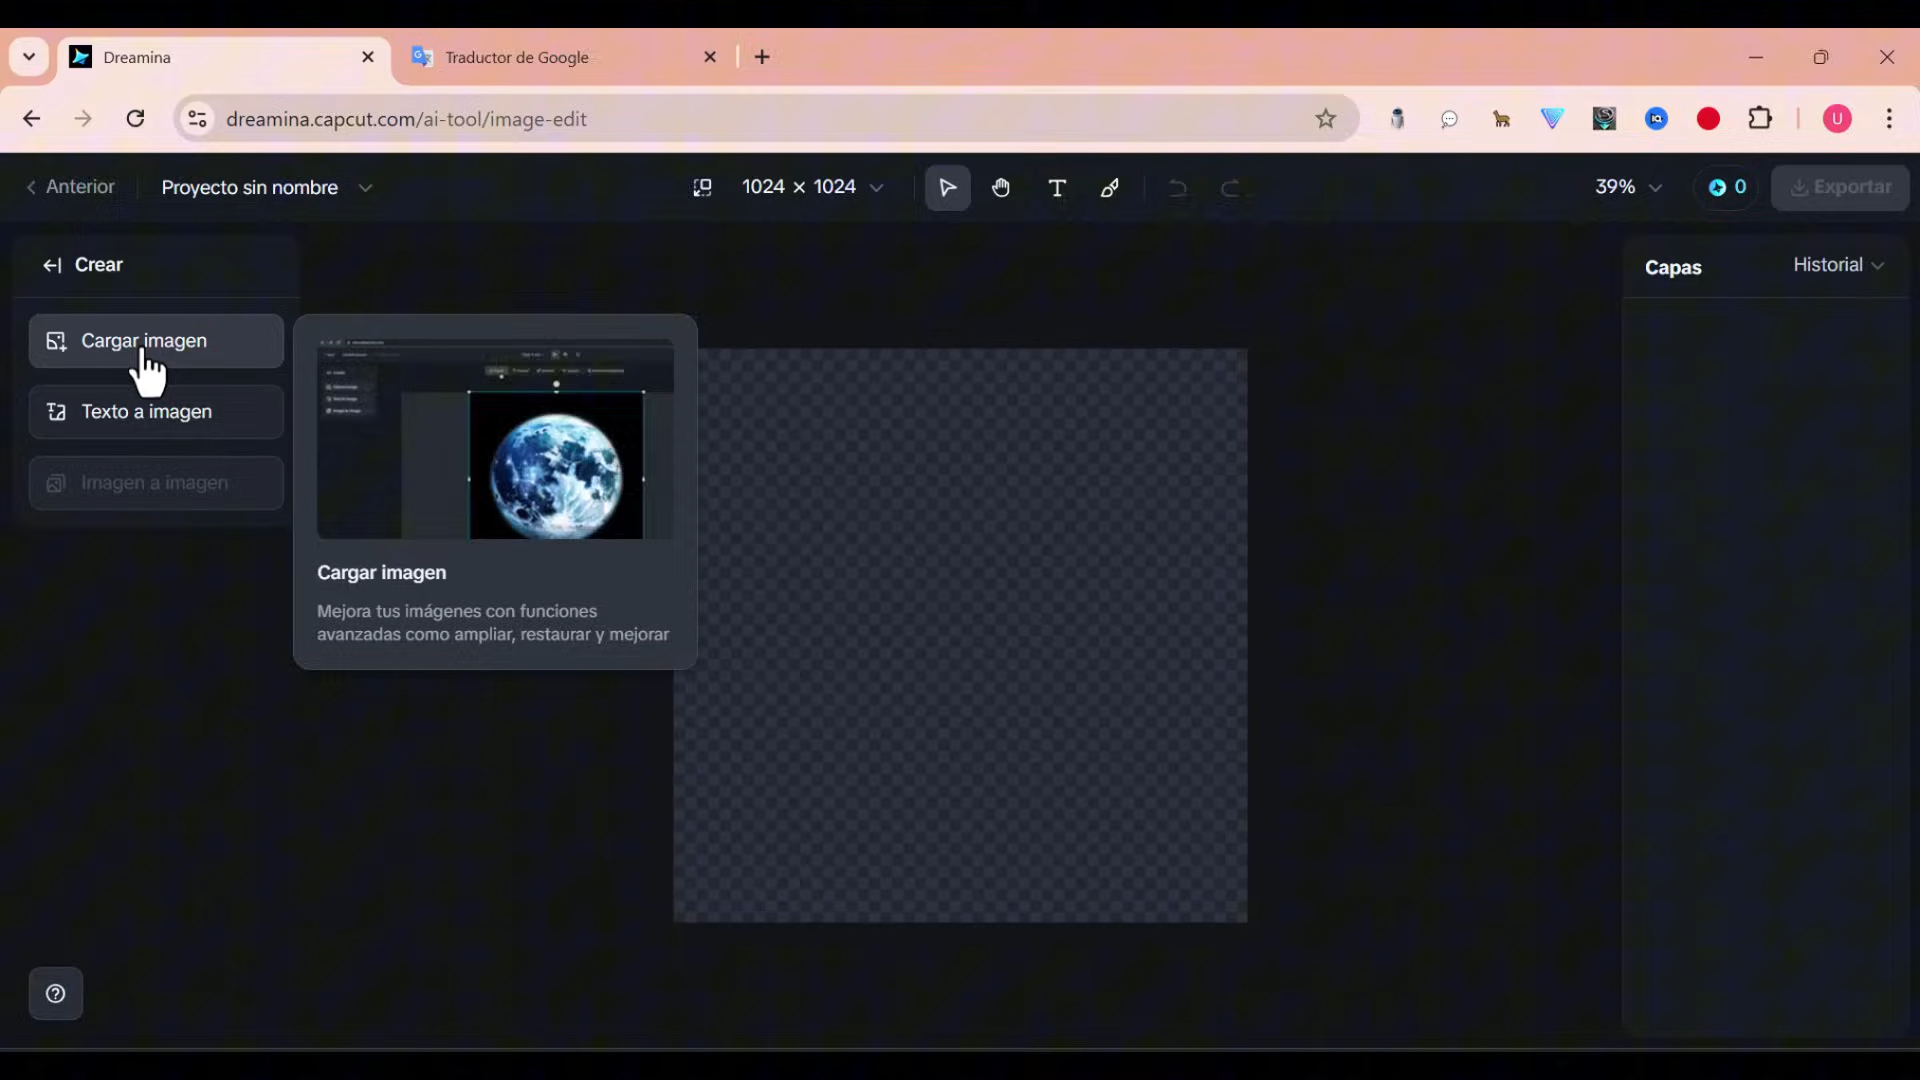 Dreamina
Traductor de Google
dreamina.capcut.com/ai-tool/image-edit
U
Anterior
Proyecto sin nombre
1024 × 1024
T
39%
0
Exportar
Crear
Cargar imagen
Texto a imagen
Imagen a imagen
Cargar imagen
Mejora tus imágenes con funciones
avanzadas como ampliar, restaurar y mejorar
Capas
Historial